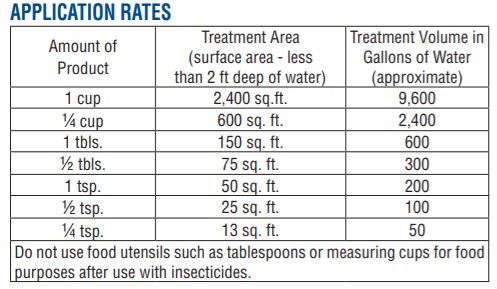 APPLICATION RATES
Amount of Product | Treatment Area (surface area - less than 2 ft deep of water) | Treatment Volume in Gallons of Water (approximate)
1 cup | 2,400 sq.ft. | 9,600
¼ cup | 600 sq. ft. | 2,400
1 tbls. | 150 sq. ft. | 600
½ tbls. | 75 sq. ft. | 300
1 tsp. | 50 sq. ft. | 200
½ tsp. | 25 sq. ft. | 100
¼ tsp. | 13 sq. ft. | 50
Do not use food utensils such as tablespoons or measuring cups for food
purposes after use with insecticides.